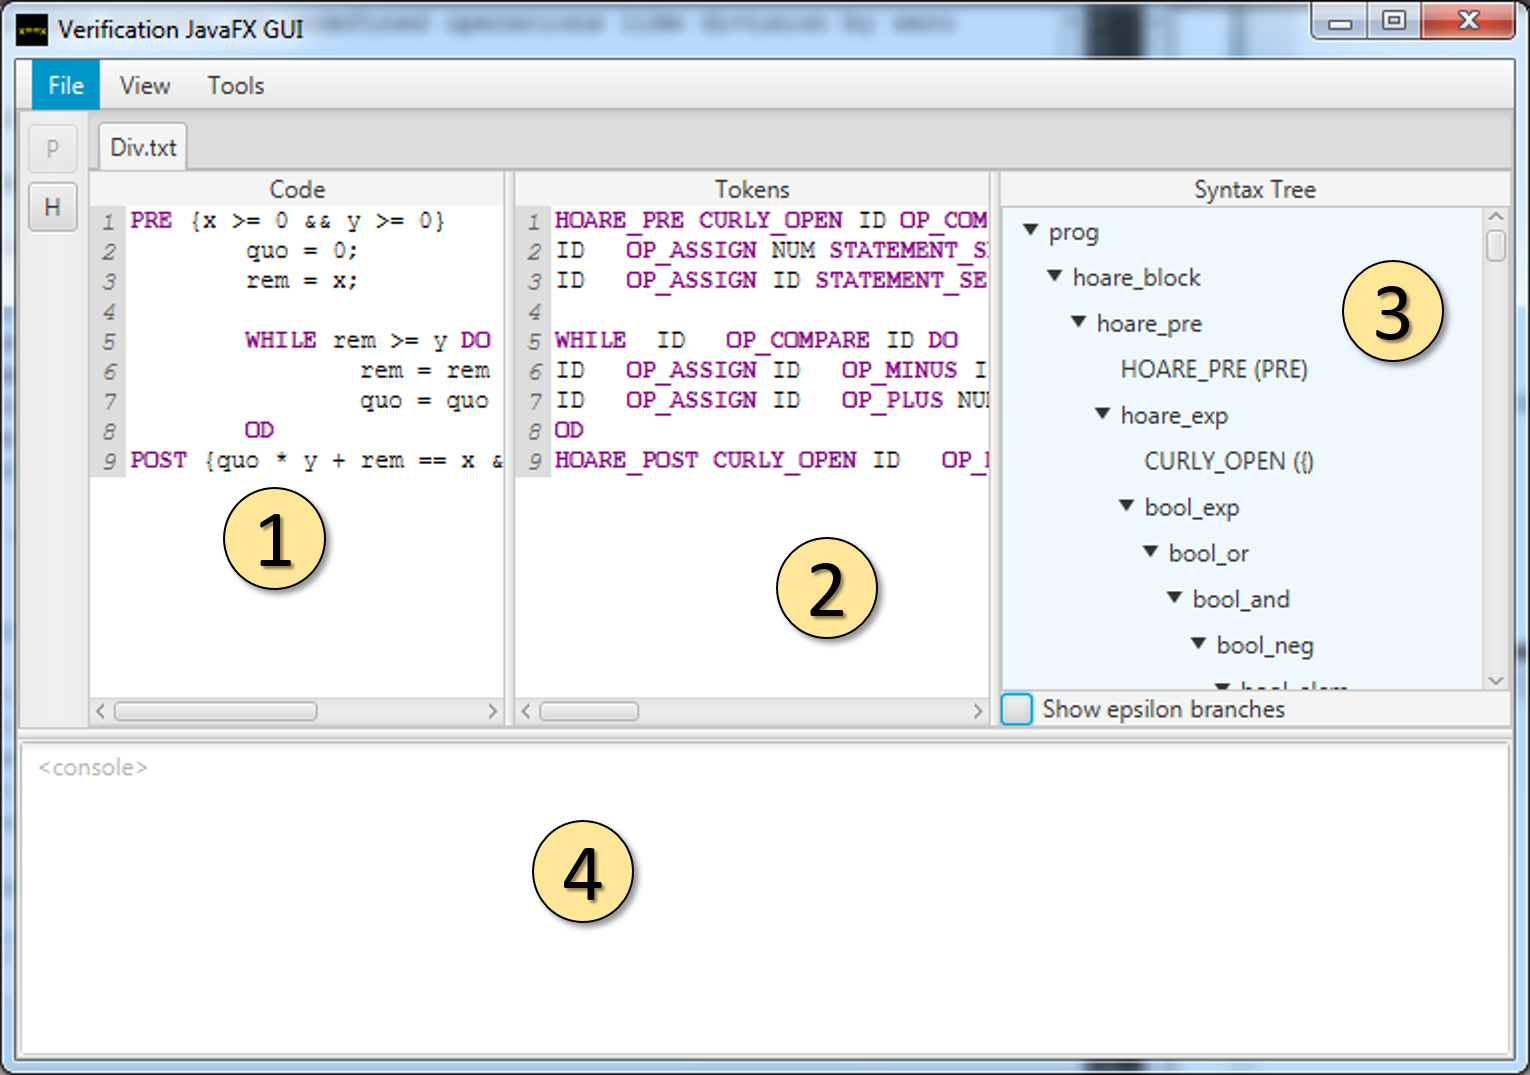 Verification JavaFX GUI
File View Tools
P
H
Div.txt
Code
1 PRE {x >= 0 && y >= 0}
2 quo = 0;
3 rem = x;
4
5 WHILE rem >= y DO
6 rem = rem
7 quo = quo
8 OD
9 POST {quo * y + rem == x &
1
Tokens
1 HOARE_PRE CURLY_OPEN ID OP_COM
2 ID OP_ASSIGN NUM STATEMENT_S
3 ID OP_ASSIGN ID STATEMENT_SE
4
5 WHILE ID OP_COMPARE ID DO
6 ID OP_ASSIGN ID OP_MINUS I
7 ID OP_ASSIGN ID OP_PLUS NU
8 OD
9 HOARE_POST CURLY_OPEN ID OP_
2
Syntax Tree
prog
hoare_block
hoare_pre
HOARE_PRE (PRE)
hoare_exp
CURLY_OPEN ({)
bool_exp
bool_or
bool_and
bool_neg
3
Show epsilon branches
<console>
4